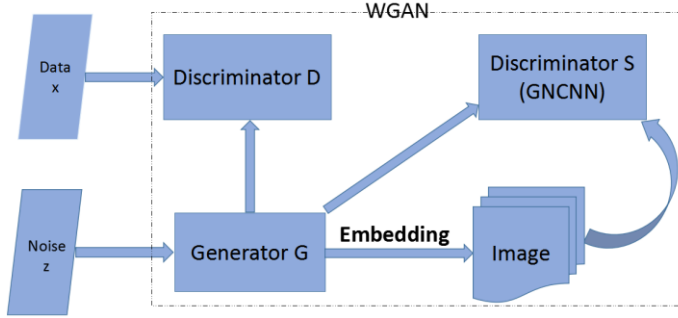 WGAN
Data
x
Discriminator D
Discriminator S
(GNCNN)
Noise
z
Generator G
Embedding
Image